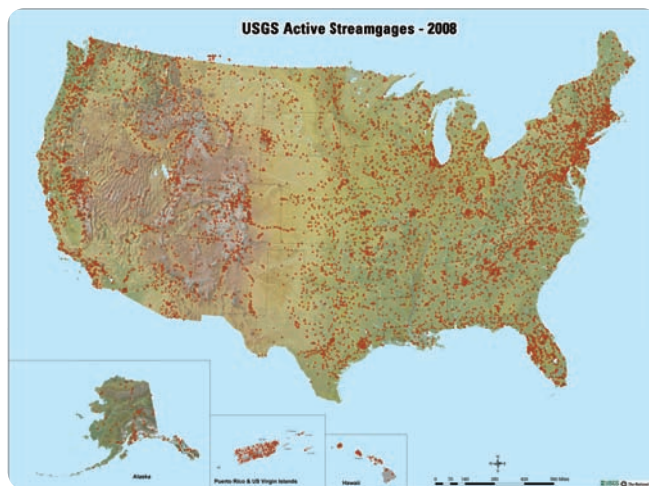 USGS Active Streamgages - 2008
Alaska
Puerto Rico & US Virgin Islands
Hawaii